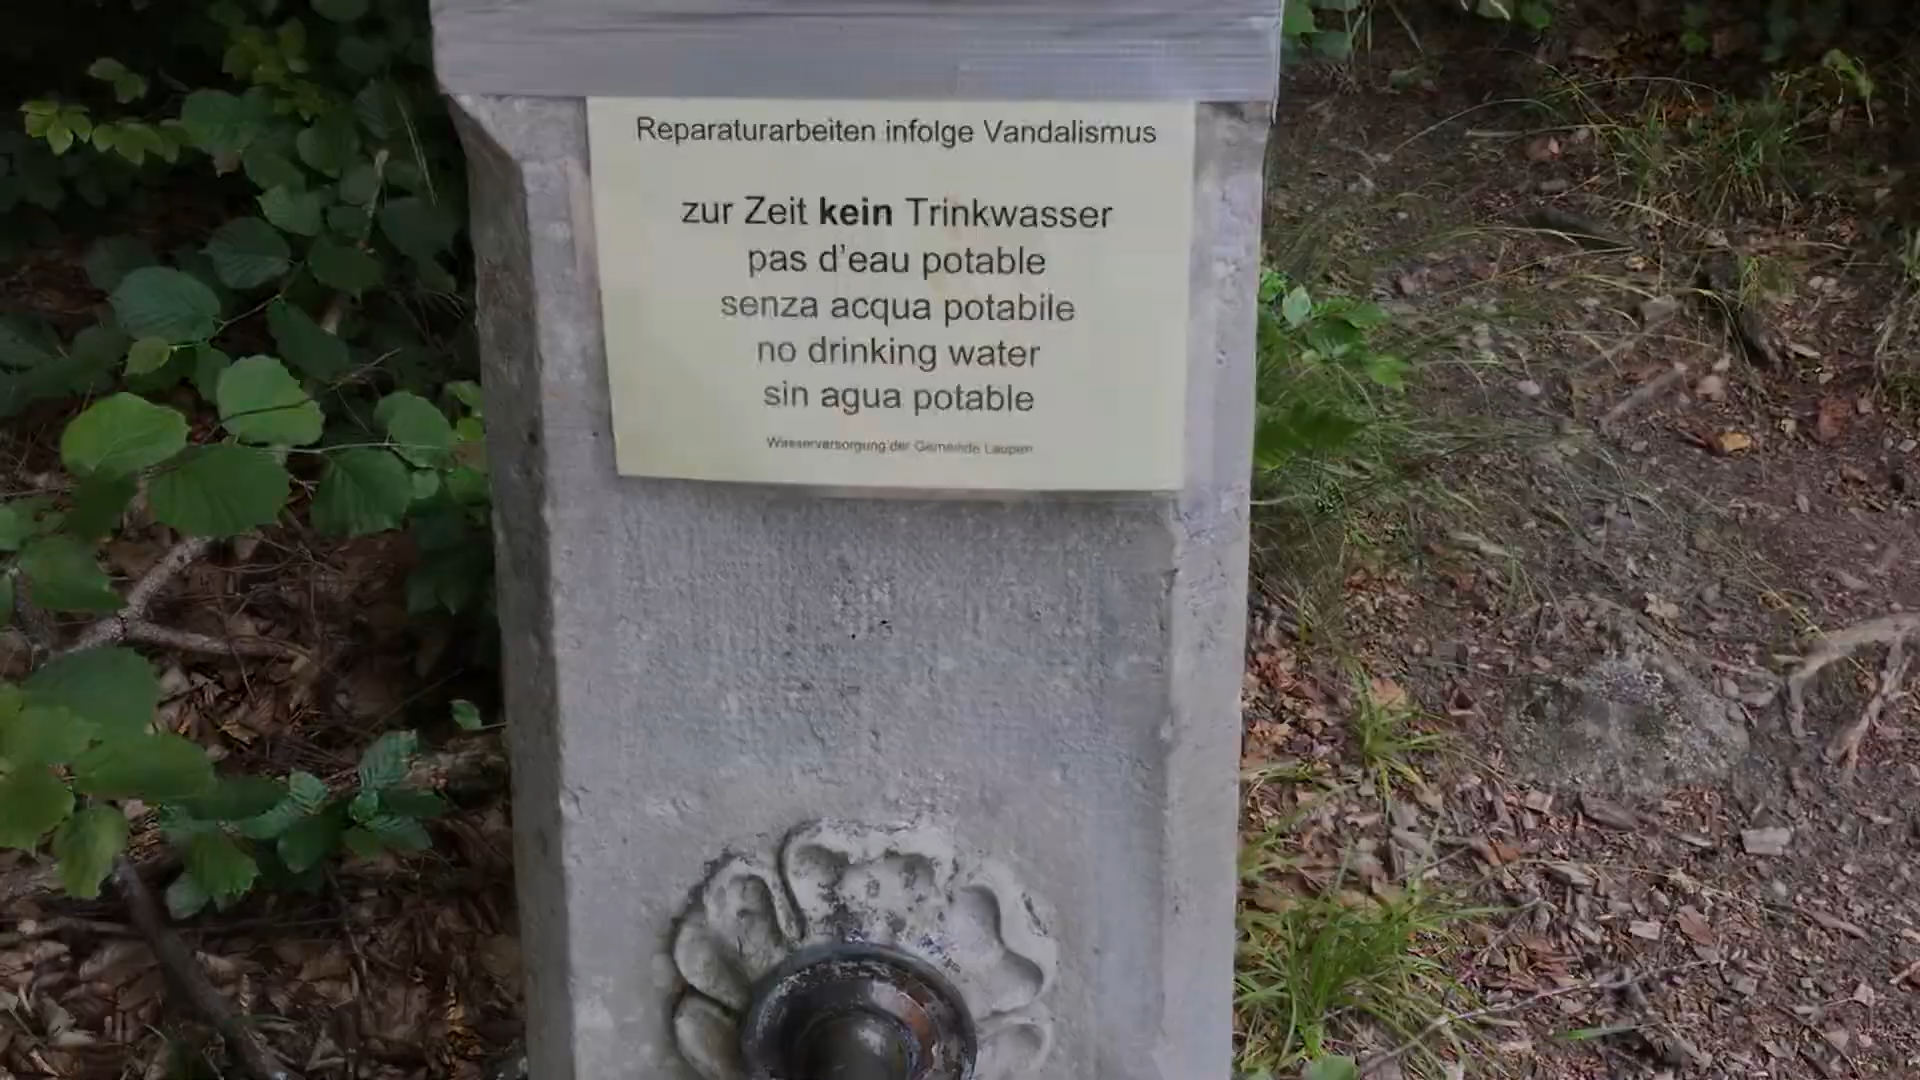 Reparaturarbeiten infolge Vandalismus
zur Zeit kein Trinkwasser
pas d'eau potable
senza acqua potabile
no drinking water
sin agua potable
Wasserversorgung der Gemeinde Laupen